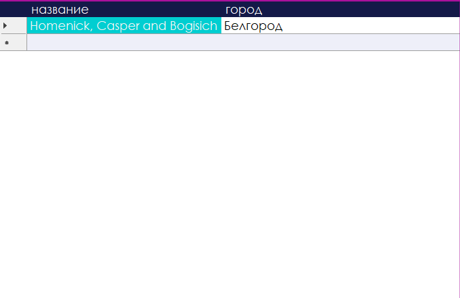 название город
Homenick, Casper and Bogisich Белгород